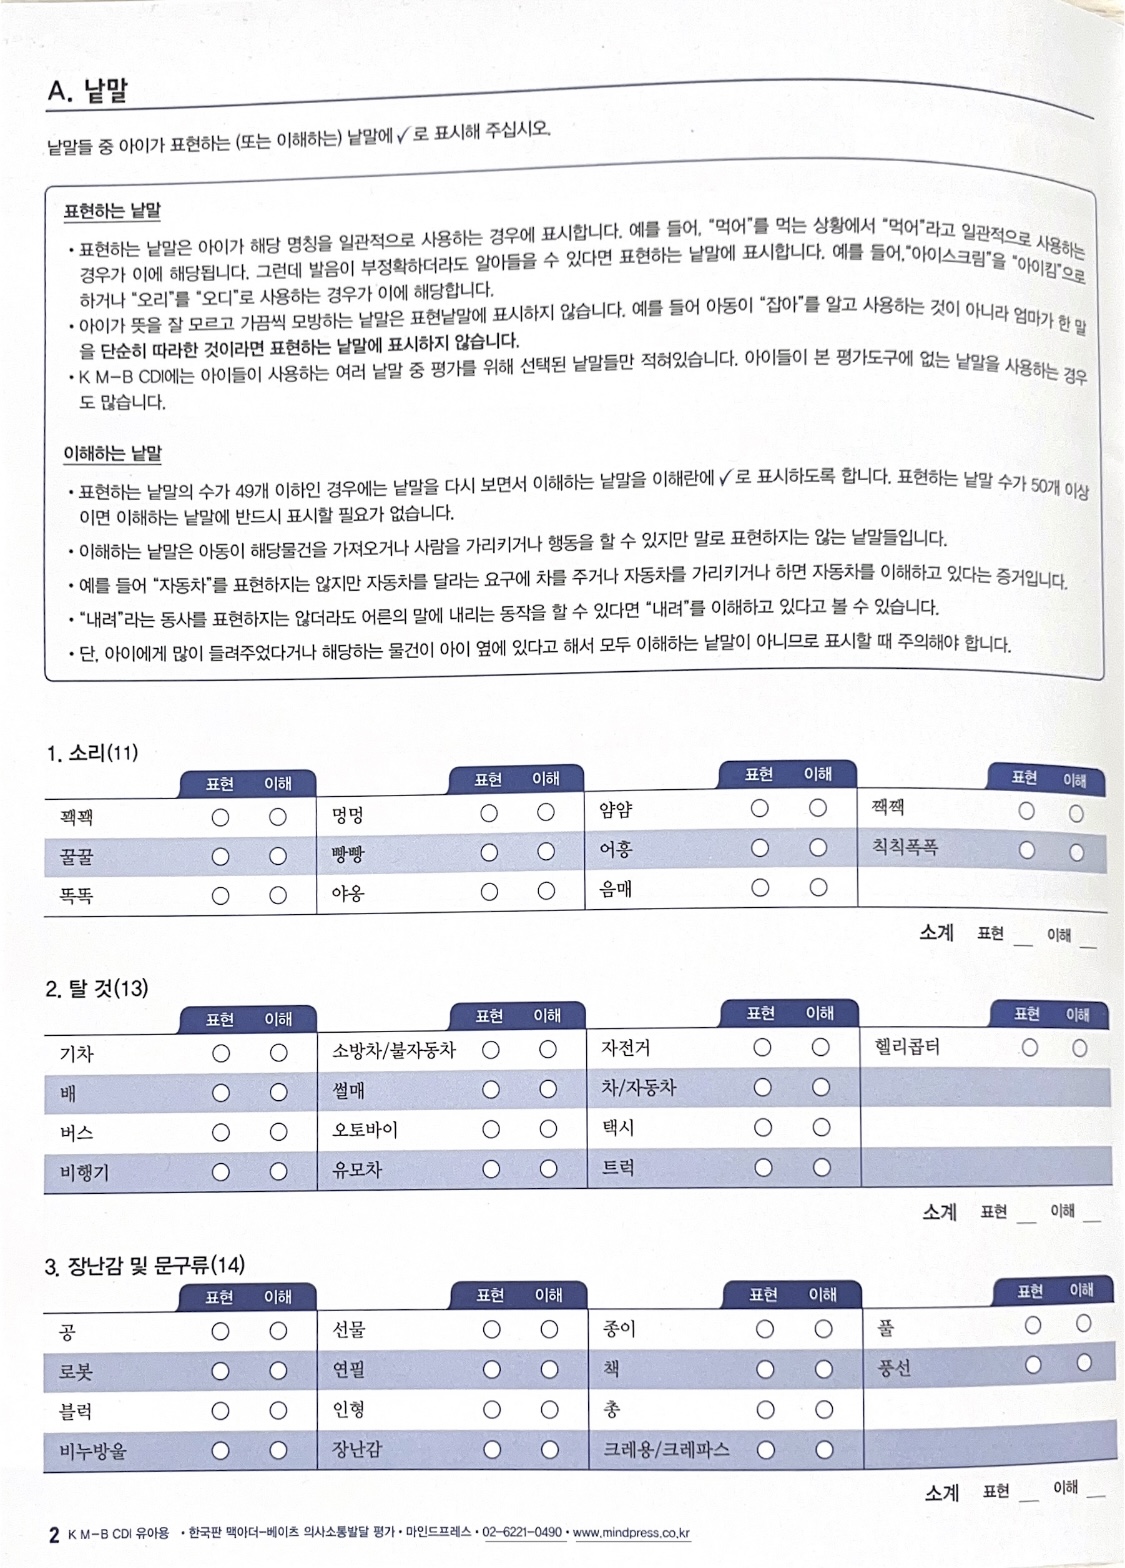 A. 낱말
낱말들 중 아이가 표현하는 (또는 이해하는) 낱말에 ✓로 표시해 주십시오.
표현하는 낱말
• 표현하는 낱말은 아이가 해당 명칭을 일관적으로 사용하는 경우에 표시합니다. 예를 들어, “먹어”를 먹는 상황에서 “먹어”라고 일관적으로 사용하는
경우가 이에 해당됩니다. 그런데 발음이 부정확하더라도 알아들을 수 있다면 표현하는 낱말에 표시합니다. 예를 들어,“아이스크림”을 “아이킴”으로
하거나 “오리”를 “오디”로 사용하는 경우가 이에 해당합니다.
• 아이가 뜻을 잘 모르고 가끔씩 모방하는 낱말은 표현낱말에 표시하지 않습니다. 예를 들어 아동이 “잡아”를 알고 사용하는 것이 아니라 엄마가 한 말
을 단순히 따라한 것이라면 표현하는 낱말에 표시하지 않습니다.
• K M-B CDI에는 아이들이 사용하는 여러 낱말 중 평가를 위해 선택된 낱말들만 적혀있습니다. 아이들이 본 평가도구에 없는 낱말을 사용하는 경우
도 많습니다.
이해하는 낱말
• 표현하는 낱말의 수가 49개 이하인 경우에는 낱말을 다시 보면서 이해하는 낱말을 이해란에 ✓로 표시하도록 합니다. 표현하는 낱말 수가 50개 이상
이면 이해하는 낱말에 반드시 표시할 필요가 없습니다.
• 이해하는 낱말은 아동이 해당물건을 가져오거나 사람을 가리키거나 행동을 할 수 있지만 말로 표현하지는 않는 낱말들입니다.
• 예를 들어 “자동차”를 표현하지는 않지만 자동차를 달라는 요구에 차를 주거나 자동차를 가리키거나 하면 자동차를 이해하고 있다는 증거입니다.
• “내려”라는 동사를 표현하지는 않더라도 어른의 말에 내리는 동작을 할 수 있다면 “내려”를 이해하고 있다고 볼 수 있습니다.
• 단, 아이에게 많이 들려주었다거나 해당하는 물건이 아이 옆에 있다고 해서 모두 이해하는 낱말이 아니므로 표시할 때 주의해야 합니다.
1. 소리(11)
표현 이해 표현 이해 표현 이해 표현 이해
꽥꽥 ○ ○ 멍멍 ○ ○ 얌얌 ○ ○ 짹짹 ○ ○
꿀꿀 ○ ○ 빵빵 ○ ○ 어흥 ○ ○ 칙칙폭폭 ○ ○
똑똑 ○ ○ 야옹 ○ ○ 음매 ○ ○
소계 표현 __ 이해 __
2. 탈 것(13)
표현 이해 표현 이해 표현 이해 표현 이해
기차 ○ ○ 소방차/불자동차 ○ ○ 자전거 ○ ○ 헬리콥터 ○ ○
배 ○ ○ 썰매 ○ ○ 차/자동차 ○ ○
버스 ○ ○ 오토바이 ○ ○ 택시 ○ ○
비행기 ○ ○ 유모차 ○ ○ 트럭 ○ ○
소계 표현 __ 이해 __
3. 장난감 및 문구류(14)
표현 이해 표현 이해 표현 이해 표현 이해
공 ○ ○ 선물 ○ ○ 종이 ○ ○ 풀 ○ ○
로봇 ○ ○ 연필 ○ ○ 책 ○ ○ 풍선 ○ ○
블럭 ○ ○ 인형 ○ ○ 총 ○ ○
비누방울 ○ ○ 장난감 ○ ○ 크레용/크레파스 ○ ○
소계 표현 __ 이해 __
2 K M-B CDI 유아용 • 한국판 맥아더-베이츠 의사소통발달 평가 • 마인드프레스 • 02-6221-0490 • www.mindpress.co.kr